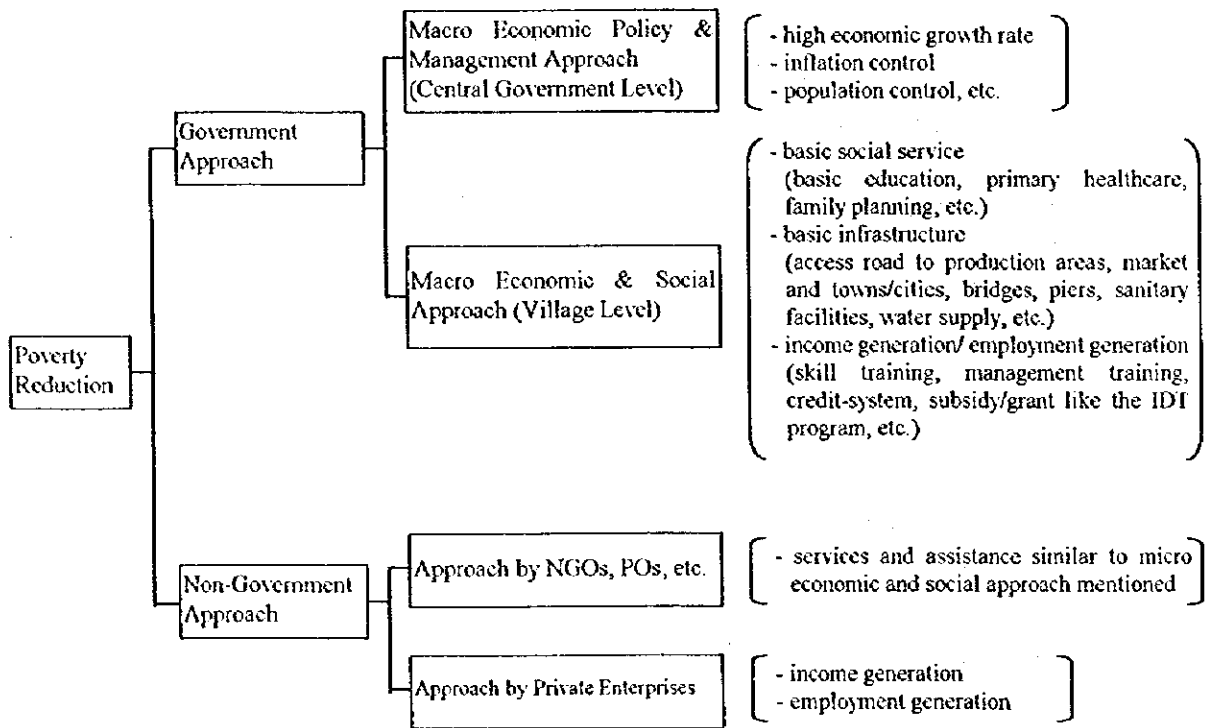 Poverty
Reduction
Government
Approach
Macro Economic Policy &
Management Approach
(Central Government Level)
- high economic growth rate
- inflation control
- population control, etc.
Macro Economic & Social
Approach (Village Level)
- basic social service
(basic education, primary healthcare,
family planning, etc.)
- basic infrastructure
(access road to production areas, market
and towns/cities, bridges, piers, sanitary
facilities, water supply, etc.)
- income generation/ employment generation
(skill training, management training,
credit-system, subsidy/grant like the IDT
program, etc.)
Non-Government
Approach
Approach by NGOs, POs, etc.
- services and assistance similar to micro
economic and social approach mentioned
Approach by Private Enterprises
- income generation
- employment generation